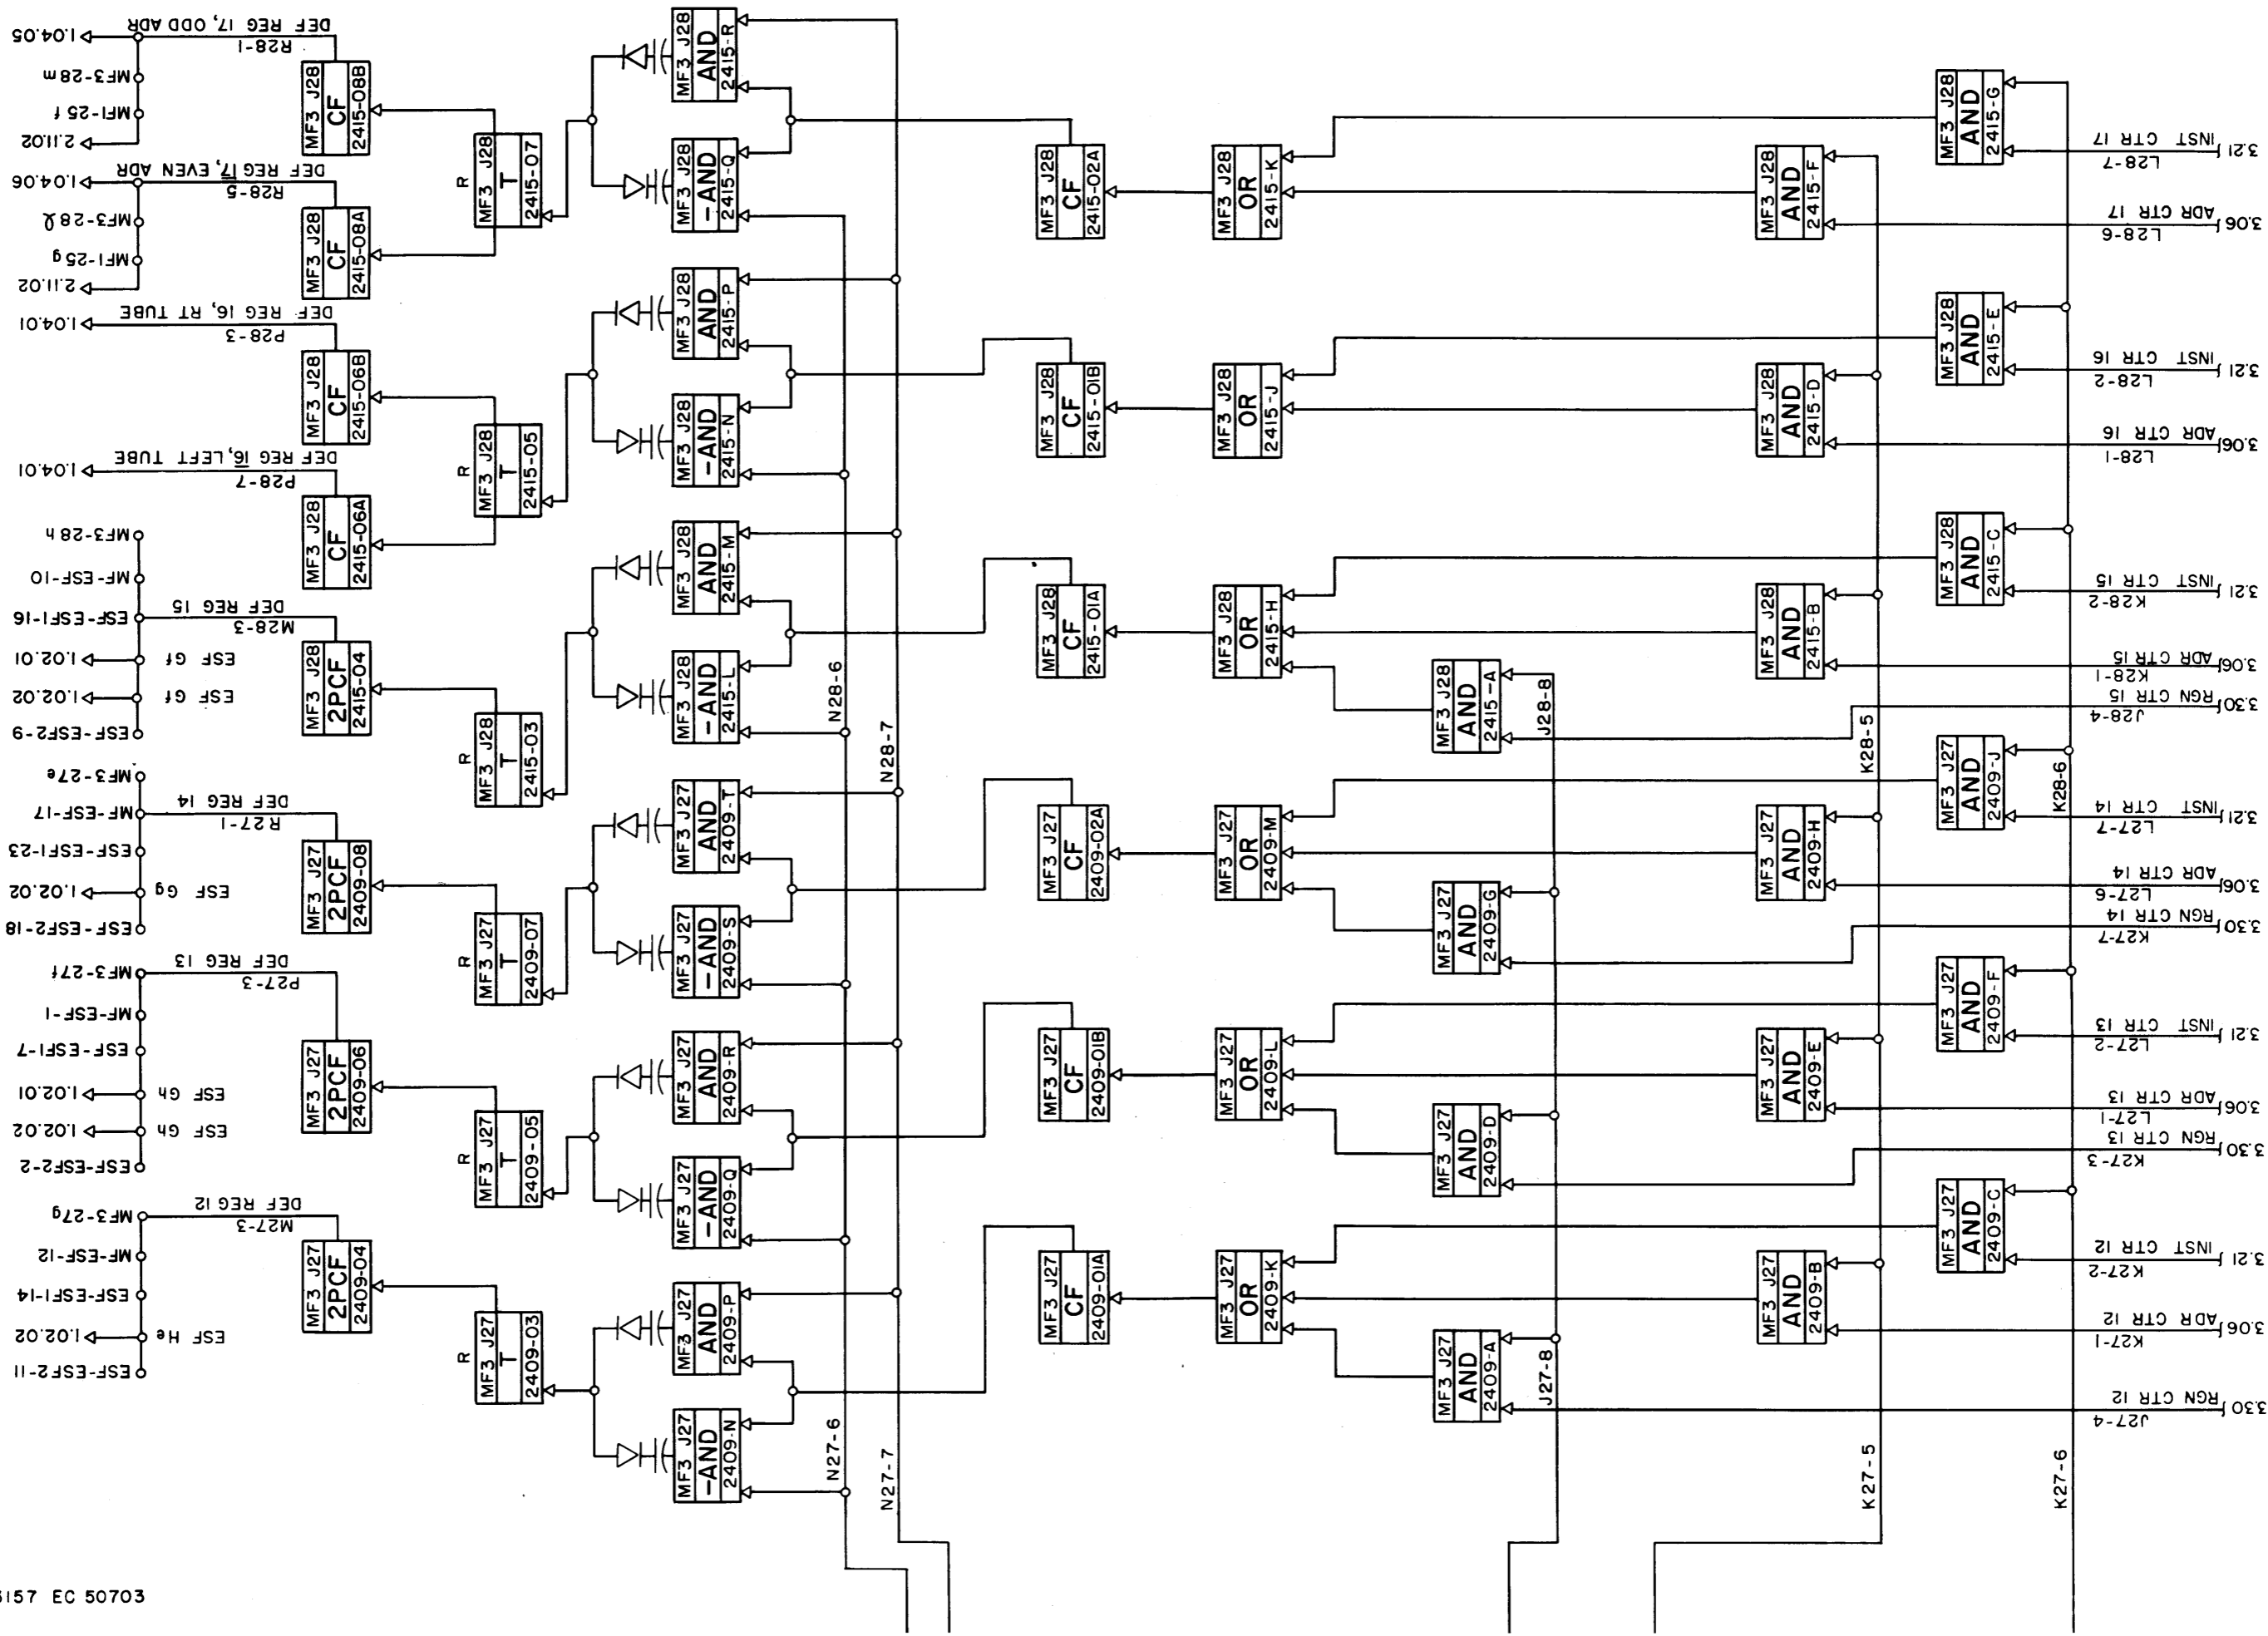 1.04.05
DEF REG 17, ODD ADR
R28-1
MF3-28m
MF1-25 f
2.11.02
MF3 J28
CF
2415-08B
1.04.06
DEF REG 17, EVEN ADR
R28-5
MF3-28ℓ
MF1-25g
2.11.02
MF3 J28
CF
2415-08A
R
MF3 J28
T
2415-07
MF3 J28
AND
2415-R
MF3 J28
-AND
2415-Q
MF3 J28
CF
2415-02A
MF3 J28
OR
2415-K
MF3 J28
AND
2415-F
MF3 J28
AND
2415-G
INST CTR 17
L28-7
3.21
ADR CTR 17
L28-6
3.06
1.04.01
DEF REG 16, RT TUBE
P28-3
MF3 J28
CF
2415-06B
1.04.01
DEF REG 16, LEFT TUBE
P28-7
MF3 J28
CF
2415-06A
R
MF3 J28
T
2415-05
MF3 J28
AND
2415-P
MF3 J28
-AND
2415-N
MF3 J28
CF
2415-01B
MF3 J28
OR
2415-J
MF3 J28
AND
2415-D
MF3 J28
AND
2415-E
INST CTR 16
L28-2
3.21
ADR CTR 16
L28-1
3.06
MF3-28h
MF-ESF-10
ESF-ESF1-16
DEF REG 15
M28-3
1.02.01
ESF Gf
1.02.02
ESF Gf
ESF-ESF2-9
MF3 J28
2PCF
2415-04
R
MF3 J28
T
2415-03
MF3 J28
AND
2415-M
MF3 J28
-AND
2415-L
N28-6
N28-7
MF3 J28
CF
2415-01A
MF3 J28
OR
2415-H
MF3 J28
AND
2415-A
J28-8
MF3 J28
AND
2415-B
K28-5
MF3 J28
AND
2415-C
K28-6
INST CTR 15
K28-2
3.21
ADR CTR 15
K28-1
3.06
RGN CTR 15
J28-4
3.30
MF3-27e
MF-ESF-17
DEF REG 14
R27-1
ESF-ESF1-23
1.02.02
ESF Gg
ESF-ESF2-18
MF3 J27
2PCF
2409-08
R
MF3 J27
T
2409-07
MF3 J27
AND
2409-T
MF3 J27
-AND
2409-S
MF3 J27
CF
2409-02A
MF3 J27
OR
2409-M
MF3 J27
AND
2409-G
MF3 J27
AND
2409-H
MF3 J27
AND
2409-J
INST CTR 14
L27-7
3.21
ADR CTR 14
L27-6
3.06
RGN CTR 14
K27-7
3.30
MF3-27f
DEF REG 13
P27-3
MF-ESF-1
ESF-ESF1-7
1.02.01
ESF Gh
1.02.02
ESF Gh
ESF-ESF2-2
MF3 J27
2PCF
2409-06
R
MF3 J27
T
2409-05
MF3 J27
AND
2409-R
MF3 J27
-AND
2409-Q
MF3 J27
CF
2409-01B
MF3 J27
OR
2409-L
MF3 J27
AND
2409-D
MF3 J27
AND
2409-E
MF3 J27
AND
2409-F
INST CTR 13
L27-2
3.21
ADR CTR 13
L27-1
3.06
RGN CTR 13
K27-3
3.30
MF3-27g
DEF REG 12
M27-3
MF-ESF-12
ESF-ESF1-14
1.02.02
ESF He
ESF-ESF2-11
MF3 J27
2PCF
2409-04
R
MF3 J27
T
2409-03
MF3 J27
AND
2409-P
MF3 J27
-AND
2409-N
N27-6
N27-7
MF3 J27
CF
2409-01A
MF3 J27
OR
2409-K
MF3 J27
AND
2409-A
J27-8
MF3 J27
AND
2409-B
K27-5
MF3 J27
AND
2409-C
K27-6
INST CTR 12
K27-2
3.21
ADR CTR 12
K27-1
3.06
RGN CTR 12
J27-4
3.30
157 EC 50703